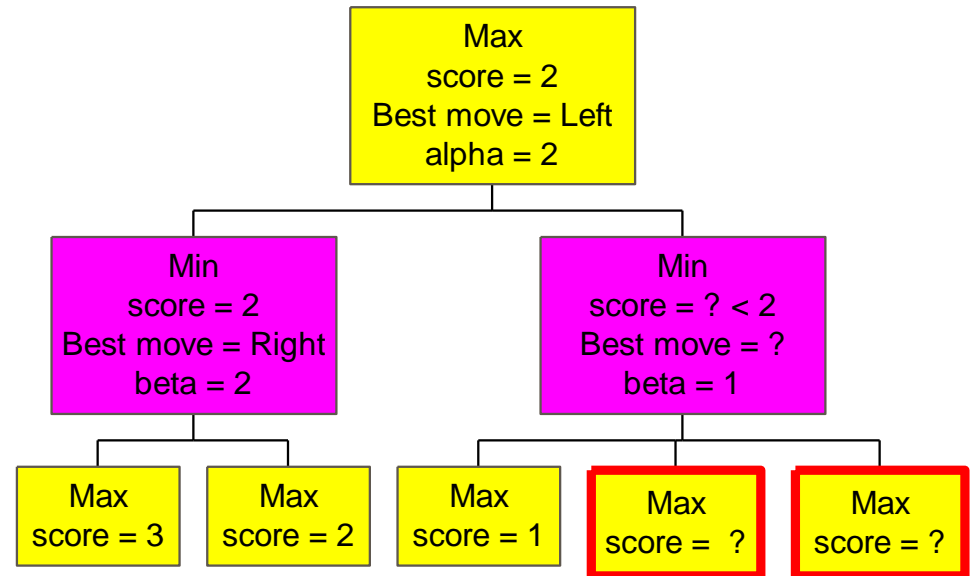 Max
score = 2
Best move = Left
alpha = 2
Min
score = 2
Best move = Right
beta = 2
Min
score = ? < 2
Best move = ?
beta = 1
Max
score = 3
Max
score = 2
Max
score = 1
Max
score = ?
Max
score = ?